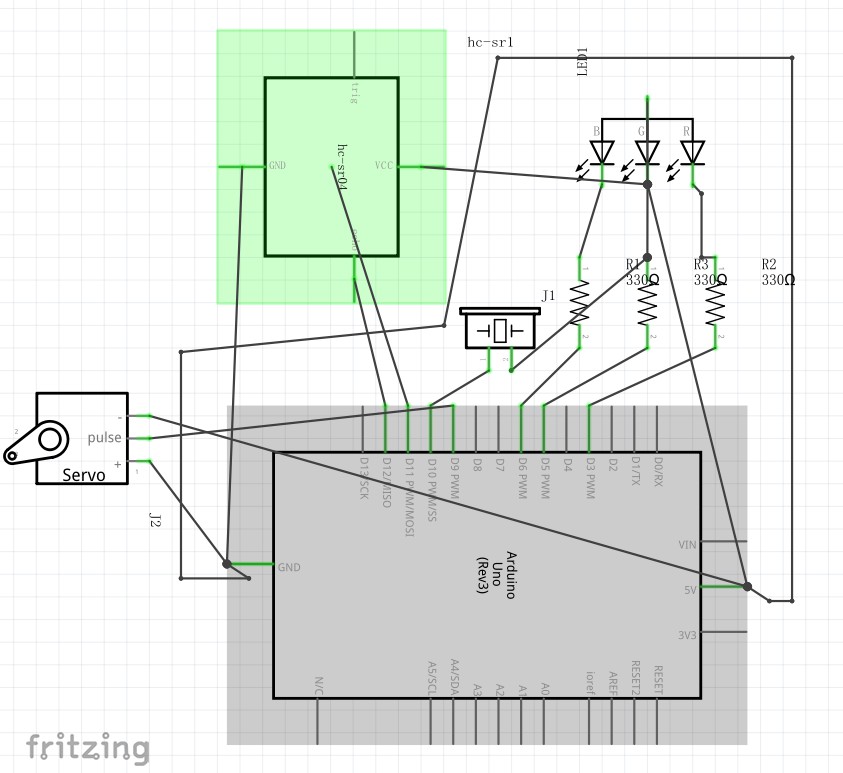 hc-sr1
LED1
trig
hc-sr04
GND
VCC
echo
B
G
R
R1
330Ω
R3
330Ω
R2
330Ω
1
1
1
2
2
2
J1
1
2
-
pulse
+
2
1
Servo
J2
D13/SCK
D12/MISO
D11 PWM/MOSI
D10 PWM/SS
D9 PWM
D8
D7
D6 PWM
D5 PWM
D4
D3 PWM
D2
D1/TX
D0/RX
Arduino
Uno
(Rev3)
GND
VIN
5V
3V3
N/C
A5/SCL
A4/SDA
A3
A2
A1
A0
ioref
AREF
RESET2
RESET
fritzing